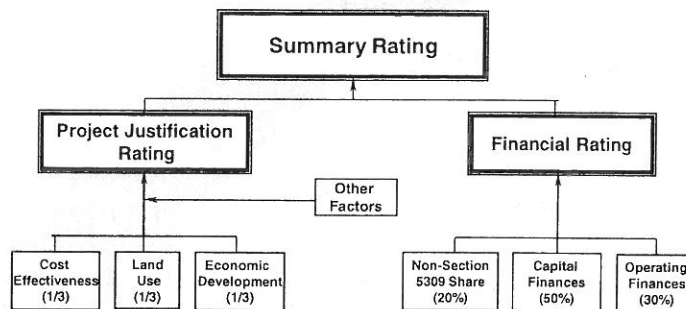 Summary Rating
Project Justification
Rating
Financial Rating
Other
Factors
Cost
Effectiveness
(1/3)
Land
Use
(1/3)
Economic
Development
(1/3)
Non-Section
5309 Share
(20%)
Capital
Finances
(50%)
Operating
Finances
(30%)